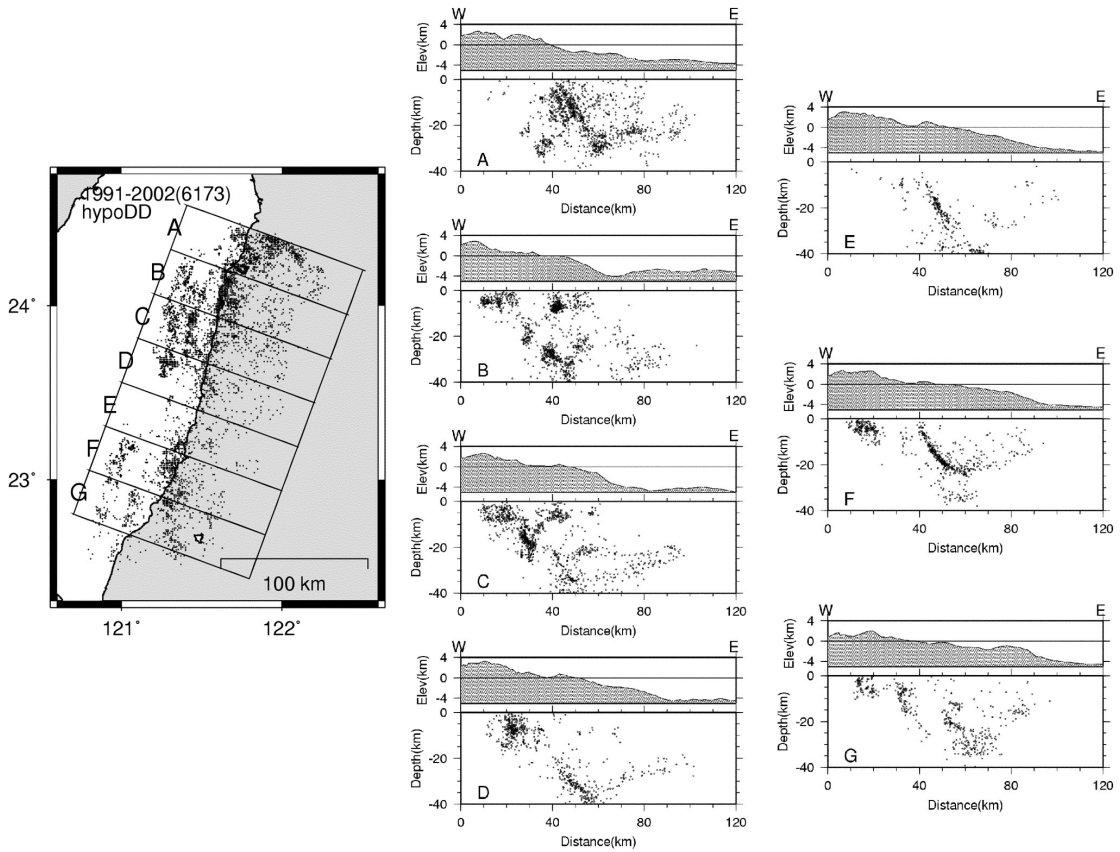 1991-2002(6173)
hypoDD
A
B
C
D
E
F
G
24°
23°
121°
122°
100 km
W E
Elev(km)
4
0
-4
Depth(km)
0
-20
-40
A
0 40 80 120
Distance(km)
Elev(km)
4
0
-4
Depth(km)
0
-20
-40
B
0 40 80 120
Distance(km)
W E
Elev(km)
4
0
-4
Depth(km)
0
-20
-40
C
0 40 80 120
Distance(km)
W E
Elev(km)
4
0
-4
Depth(km)
0
-20
-40
D
0 40 80 120
Distance(km)
W E
Elev(km)
4
0
-4
Depth(km)
0
-20
-40
E
0 40 80 120
Distance(km)
W E
Elev(km)
4
0
-4
Depth(km)
0
-20
-40
F
0 40 80 120
Distance(km)
W E
Elev(km)
4
0
-4
Depth(km)
0
-20
-40
G
0 40 80 120
Distance(km)